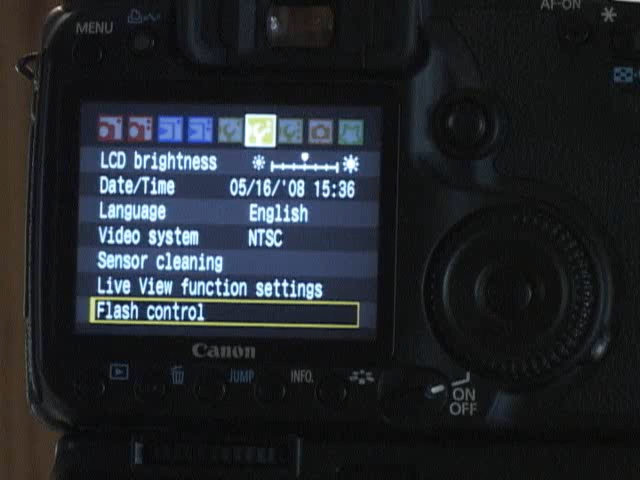 AF-ON
MENU
LCD brightness
Date/Time 05/16/'08 15:36
Language English
Video system NTSC
Sensor cleaning
Live View function settings
Flash control
Canon
JUMP INFO.
ON
OFF